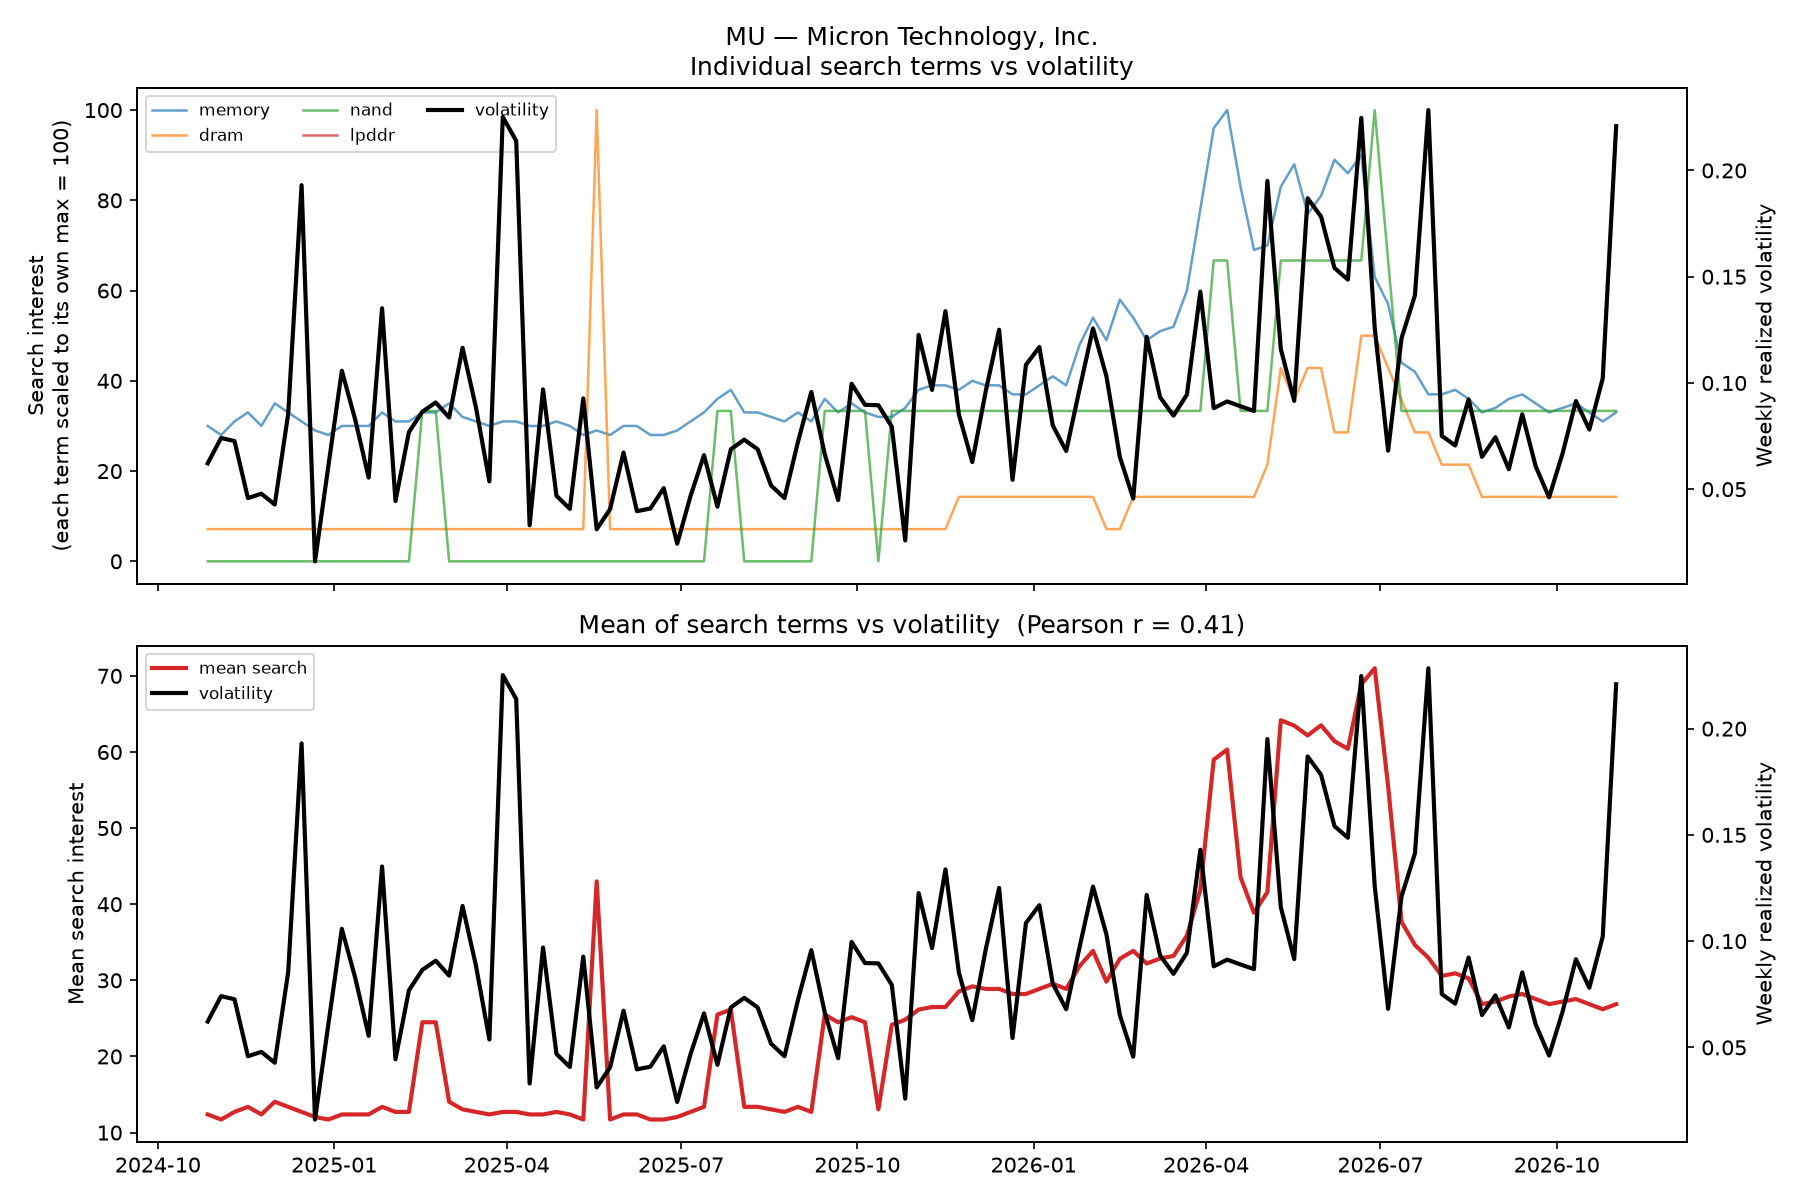 MU — Micron Technology, Inc.
Individual search terms vs volatility
memory
dram
nand
lpddr
volatility
Search interest
(each term scaled to its own max = 100)
100
80
60
40
20
0
Weekly realized volatility
0.20
0.15
0.10
0.05
Mean of search terms vs volatility (Pearson r = 0.41)
mean search
volatility
Mean search interest
70
60
50
40
30
20
10
Weekly realized volatility
0.20
0.15
0.10
0.05
2024-10 2025-01 2025-04 2025-07 2025-10 2026-01 2026-04 2026-07 2026-10